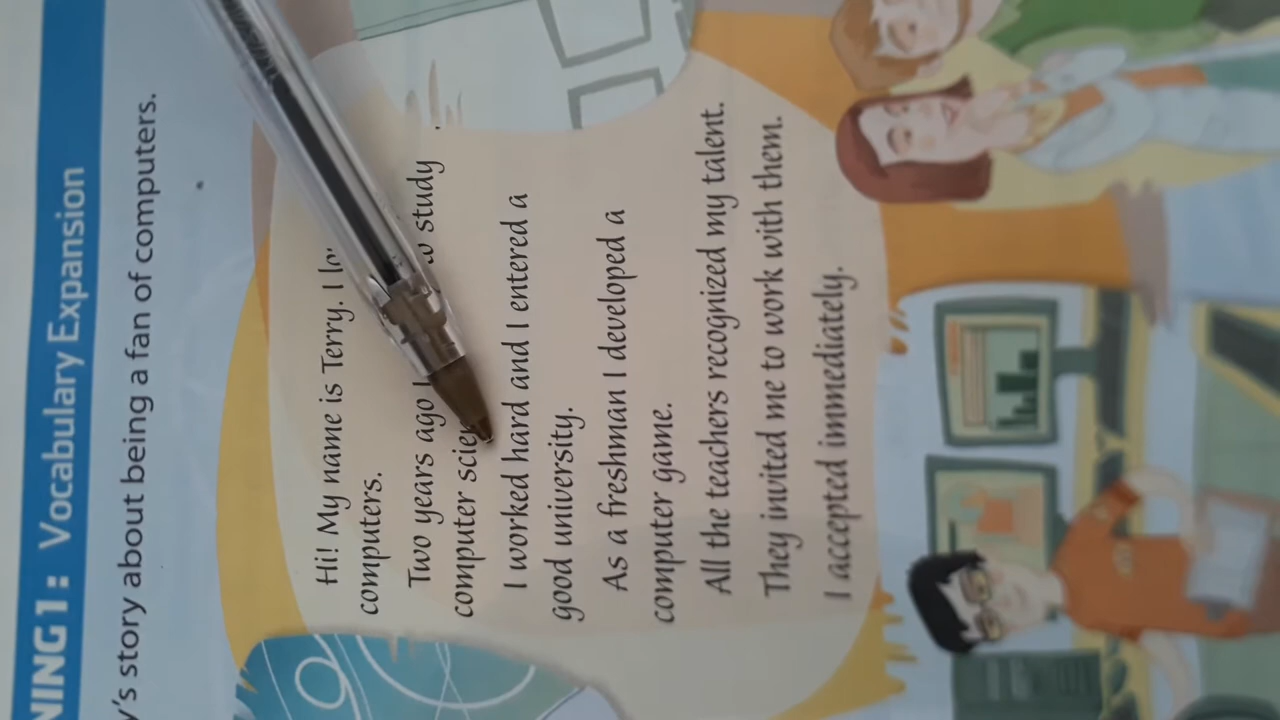 NING 1: Vocabulary Expansion
y's story about being a fan of computers.
Hi! My name is Terry. I
computers.
Two years ago I study
computer
I worked hard and I entered a
good university.
As a freshman I developed a
computer game.
All the teachers recognized my talent.
They invited me to work with them.
I accepted immediately.